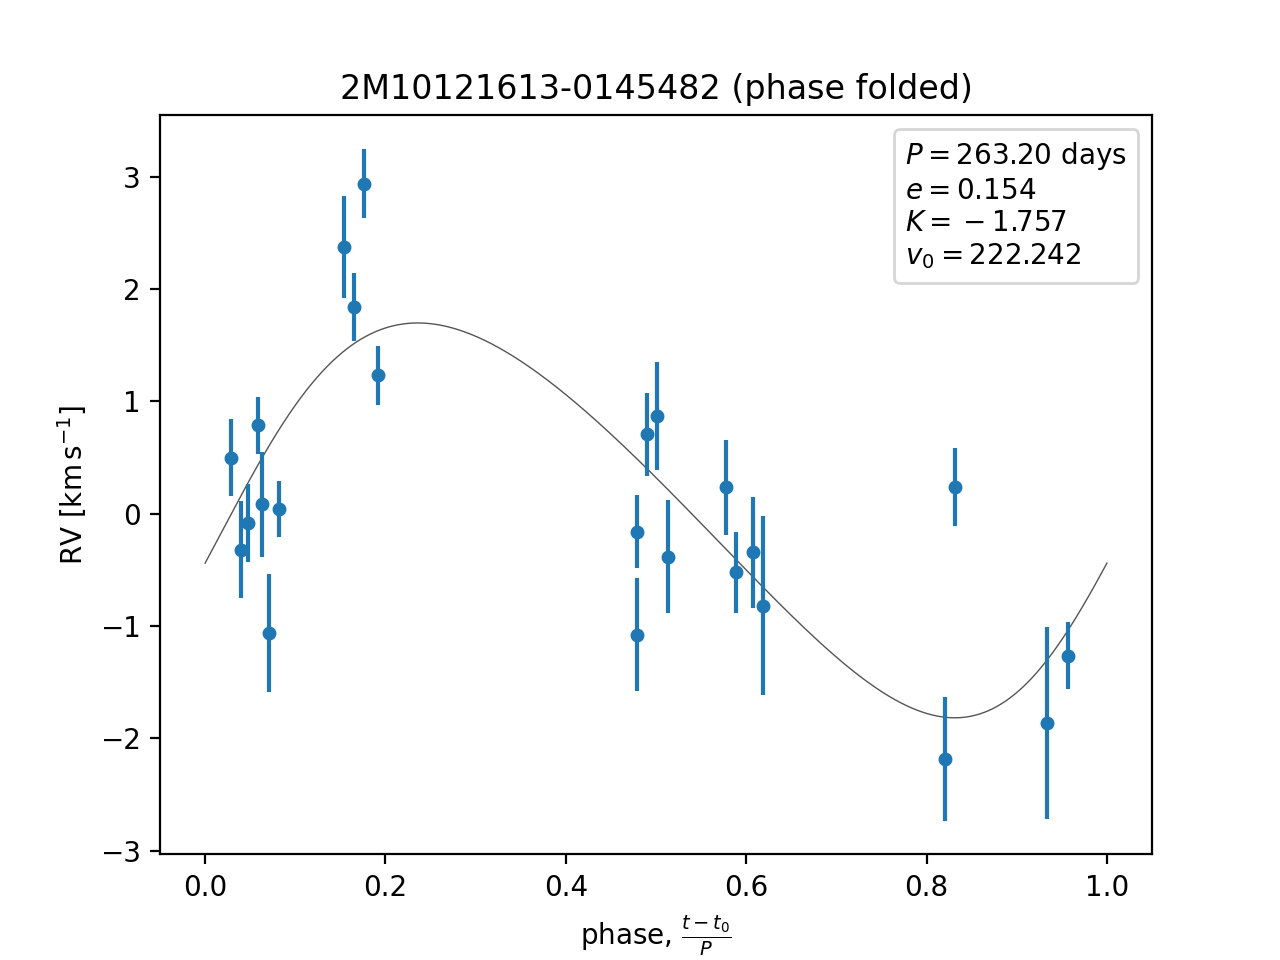 2M10121613-0145482 (phase folded)
P = 263.20 days
e = 0.154
K = −1.757
v₀ = 222.242
3
2
1
0
−1
−2
−3
RV [km s⁻¹]
0.0 0.2 0.4 0.6 0.8 1.0
phase, (t − t₀)/P